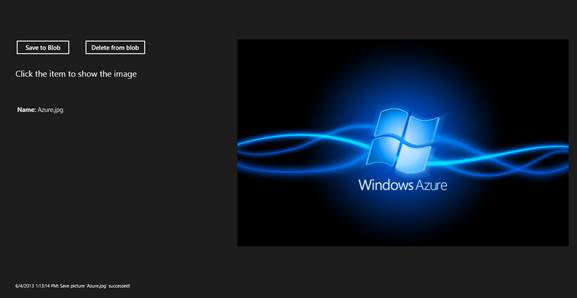 Save to Blob
Delete from blob
Click the item to show the image
Name: Azure.jpg
Windows Azure
6/4/2013 1:13:14 PM: Save picture 'Azure.jpg' successed!